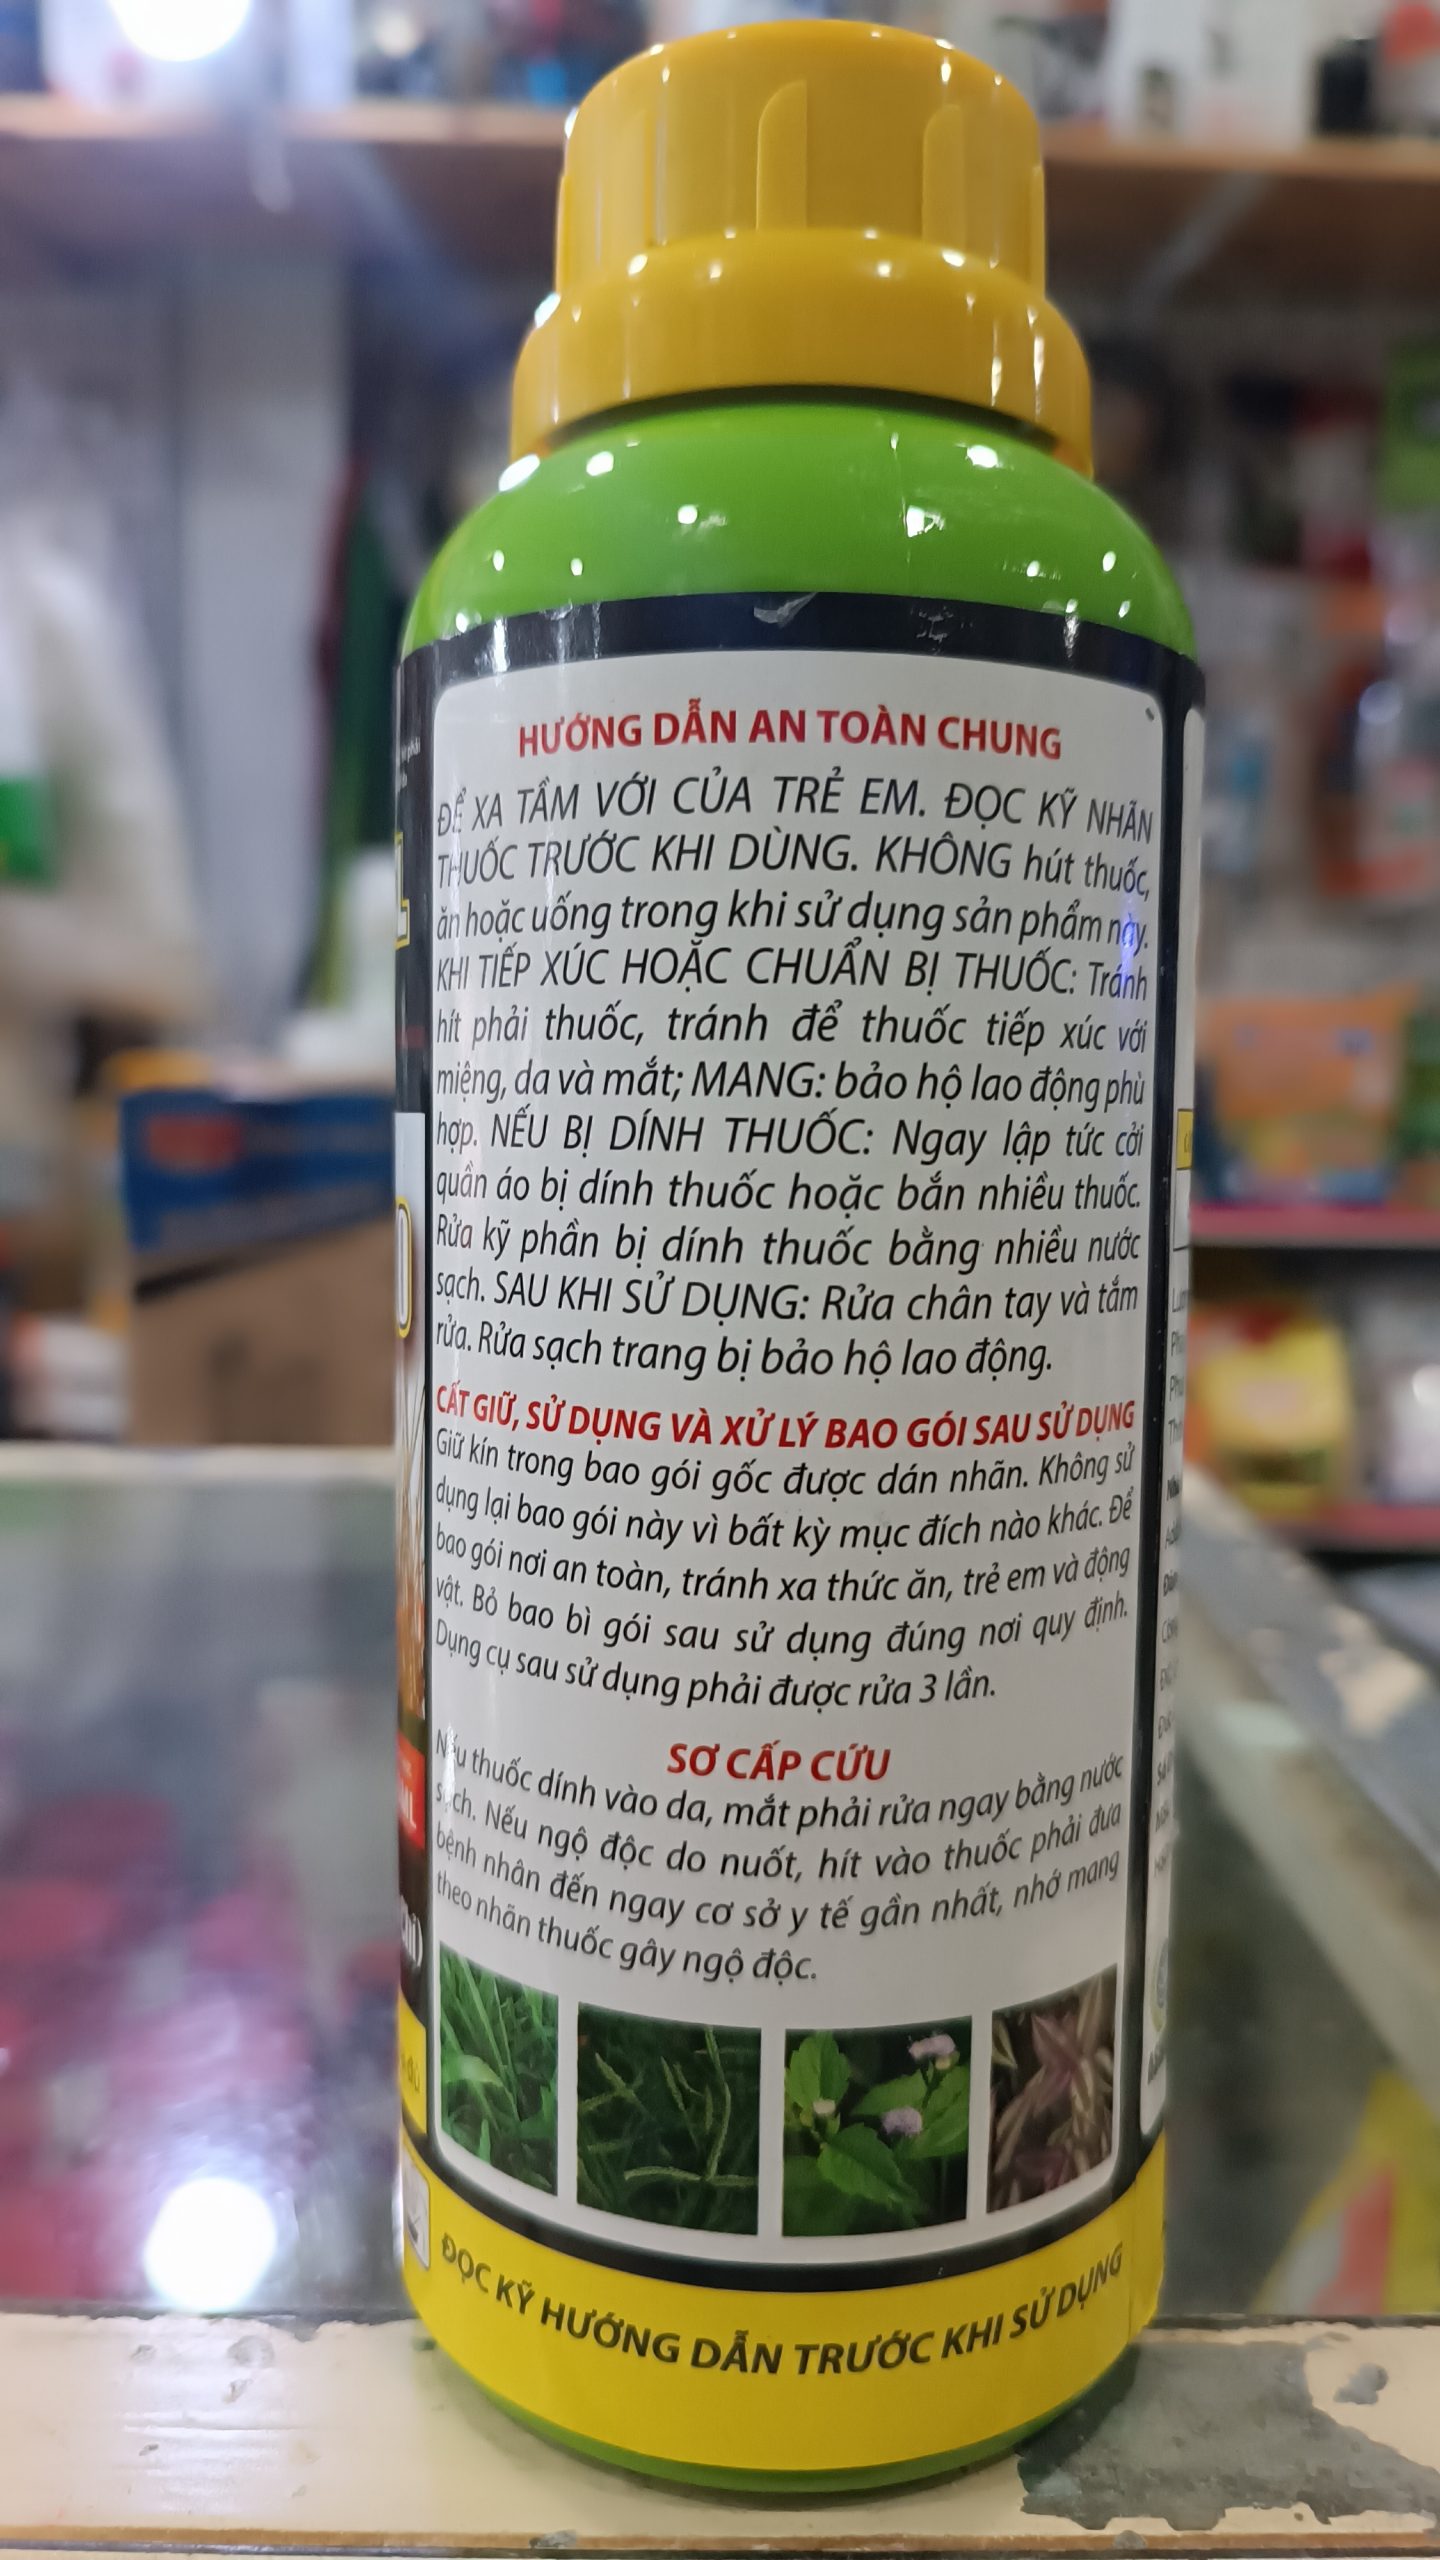 HƯỚNG DẪN AN TOÀN CHUNG
ĐỂ XA TẦM VỚI CỦA TRẺ EM. ĐỌC KỸ NHÃN
THUỐC TRƯỚC KHI DÙNG. KHÔNG hút thuốc,
ăn hoặc uống trong khi sử dụng sản phẩm này.
KHI TIẾP XÚC HOẶC CHUẨN BỊ THUỐC: Tránh
hít phải thuốc, tránh để thuốc tiếp xúc với
miệng, da và mắt; MANG: bảo hộ lao động phù
hợp. NẾU BỊ DÍNH THUỐC: Ngay lập tức cởi
quần áo bị dính thuốc hoặc bắn nhiều thuốc.
Rửa kỹ phần bị dính thuốc bằng nhiều nước
sạch. SAU KHI SỬ DỤNG: Rửa chân tay và tắm
rửa. Rửa sạch trang bị bảo hộ lao động.
CẤT GIỮ, SỬ DỤNG VÀ XỬ LÝ BAO GÓI SAU SỬ DỤNG
Giữ kín trong bao gói gốc được dán nhãn. Không sử
dụng lại bao gói này vì bất kỳ mục đích nào khác. Để
bao gói nơi an toàn, tránh xa thức ăn, trẻ em và động
vật. Bỏ bao bì gói sau sử dụng đúng nơi quy định.
Dụng cụ sau sử dụng phải được rửa 3 lần.
SƠ CẤP CỨU
Nếu thuốc dính vào da, mắt phải rửa ngay bằng nước
sạch. Nếu ngộ độc do nuốt, hít vào thuốc phải đưa
bệnh nhân đến ngay cơ sở y tế gần nhất, nhớ mang
theo nhãn thuốc gây ngộ độc.
ĐỌC KỸ HƯỚNG DẪN TRƯỚC KHI SỬ DỤNG